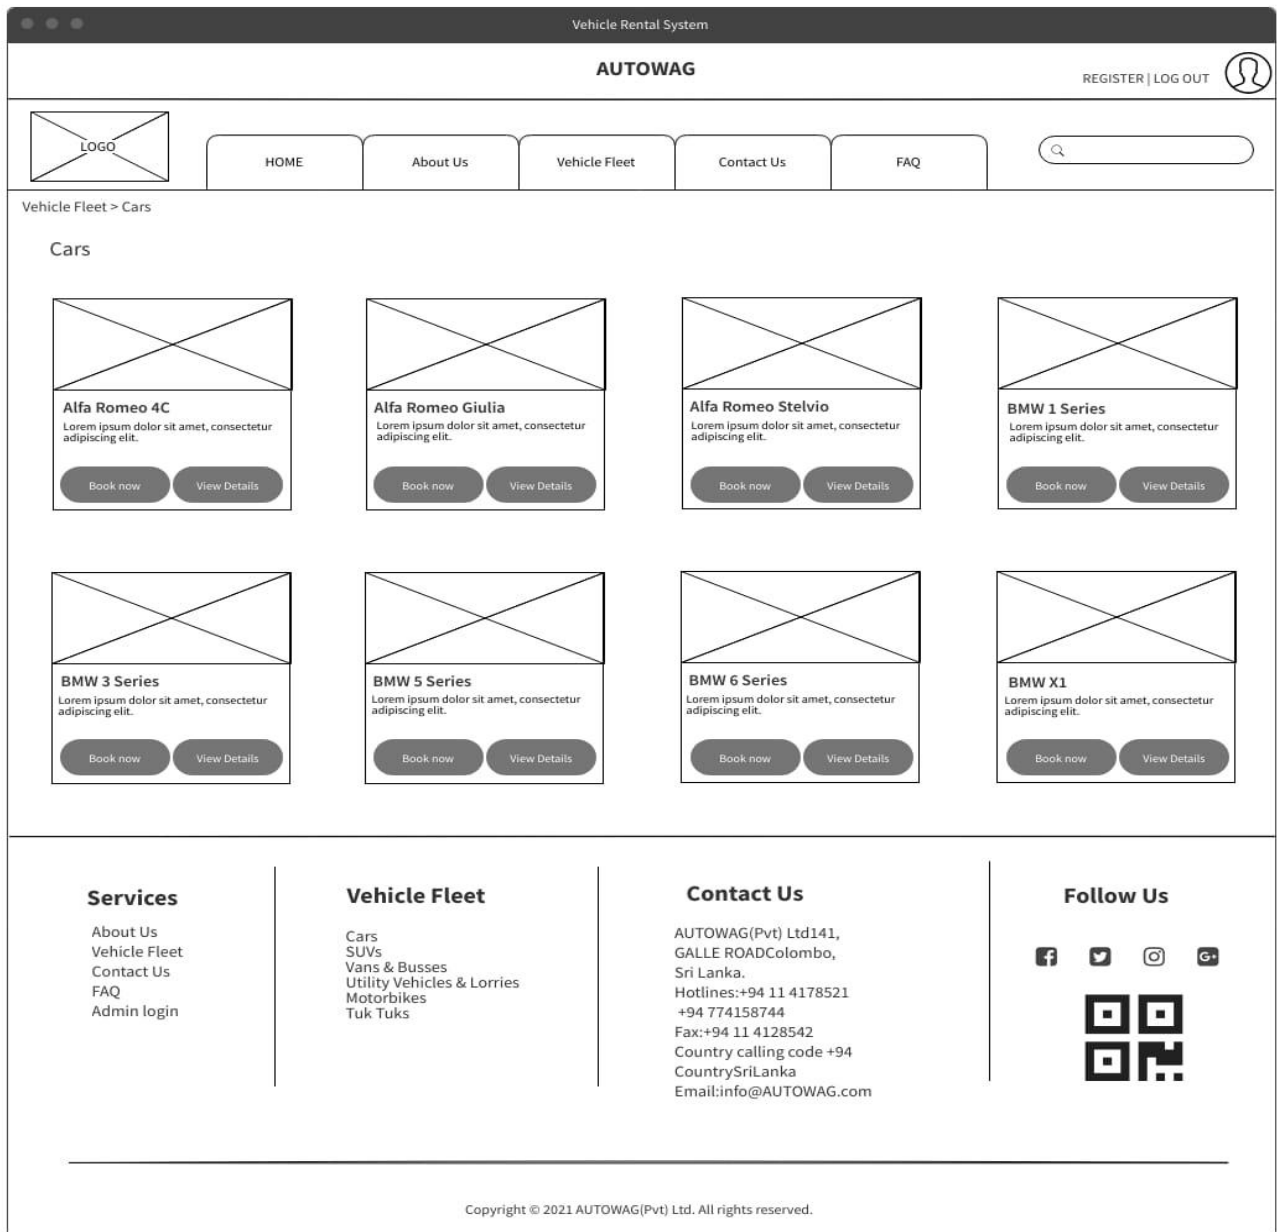 Vehicle Rental System
AUTOWAG
REGISTER | LOG OUT
LOGO
HOME
About Us
Vehicle Fleet
Contact Us
FAQ
Vehicle Fleet > Cars
Cars
Alfa Romeo 4C
Lorem ipsum dolor sit amet, consectetur
adipiscing elit.
Book now
View Details
Alfa Romeo Giulia
Lorem ipsum dolor sit amet, consectetur
adipiscing elit.
Book now
View Details
Alfa Romeo Stelvio
Lorem ipsum dolor sit amet, consectetur
adipiscing elit.
Book now
View Details
BMW 1 Series
Lorem ipsum dolor sit amet, consectetur
adipiscing elit.
Book now
View Details
BMW 3 Series
Lorem ipsum dolor sit amet, consectetur
adipiscing elit.
Book now
View Details
BMW 5 Series
Lorem ipsum dolor sit amet, consectetur
adipiscing elit.
Book now
View Details
BMW 6 Series
Lorem ipsum dolor sit amet, consectetur
adipiscing elit.
Book now
View Details
BMW X1
Lorem ipsum dolor sit amet, consectetur
adipiscing elit.
Book now
View Details
Services
About Us
Vehicle Fleet
Contact Us
FAQ
Admin login
Vehicle Fleet
Cars
SUVs
Vans & Busses
Utility Vehicles & Lorries
Motorbikes
Tuk Tuks
Contact Us
AUTOWAG(Pvt) Ltd141,
GALLE ROADColombo,
Sri Lanka.
Hotlines:+94 11 4178521
+94 774158744
Fax:+94 11 4128542
Country calling code +94
CountrySriLanka
Email:info@AUTOWAG.com
Follow Us
G+
Copyright © 2021 AUTOWAG(Pvt) Ltd. All rights reserved.